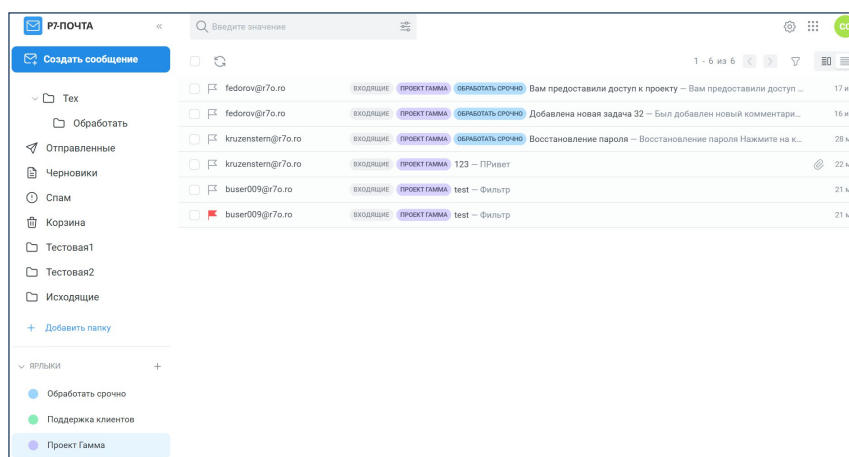 Р7-ПОЧТА «
Введите значение
CO
Создать сообщение
1 - 6 из 6
Тех
fedorov@r7o.ro ВХОДЯЩИЕ ПРОЕКТ ГАММА ОБРАБОТАТЬ СРОЧНО Вам предоставили доступ к проекту — Вам предоставили доступ ... 17 и
Обработать
fedorov@r7o.ro ВХОДЯЩИЕ ПРОЕКТ ГАММА ОБРАБОТАТЬ СРОЧНО Добавлена новая задача 32 — Был добавлен новый комментари... 16 и
Отправленные
kruzenstern@r7o.ro ВХОДЯЩИЕ ПРОЕКТ ГАММА ОБРАБОТАТЬ СРОЧНО Восстановление пароля — Восстановление пароля Нажмите на к... 28 м
Черновики
kruzenstern@r7o.ro ВХОДЯЩИЕ ПРОЕКТ ГАММА 123 — ПРивет 22 м
Спам
buser009@r7o.ro ВХОДЯЩИЕ ПРОЕКТ ГАММА test — Фильтр 21 м
Корзина
buser009@r7o.ro ВХОДЯЩИЕ ПРОЕКТ ГАММА test — Фильтр 21 м
Тестовая1
Тестовая2
Исходящие
+ Добавить папку
ЯРЛЫКИ +
Обработать срочно
Поддержка клиентов
Проект Гамма